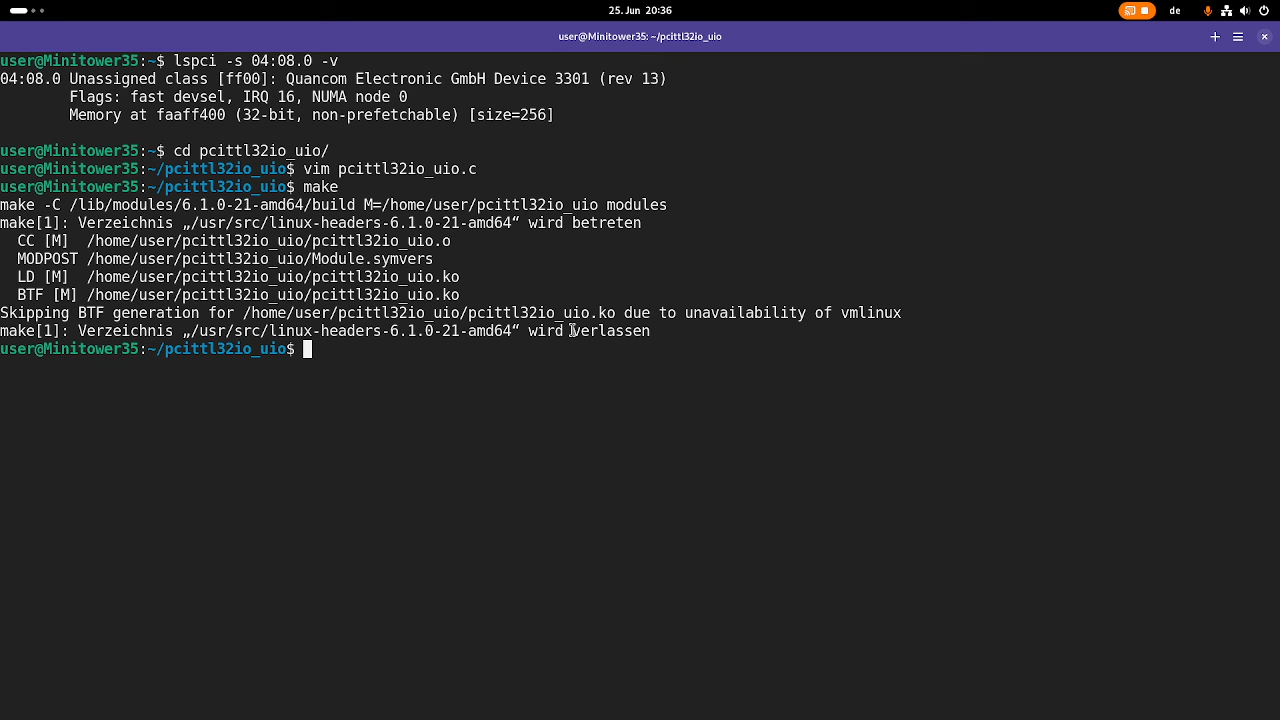 25. Jun 20:36
de
user@Minitower35: ~/pcittl32io_uio
user@Minitower35:~$ lspci -s 04:08.0 -v
04:08.0 Unassigned class [ff00]: Quancom Electronic GmbH Device 3301 (rev 13)
        Flags: fast devsel, IRQ 16, NUMA node 0
        Memory at faaff400 (32-bit, non-prefetchable) [size=256]
user@Minitower35:~$ cd pcittl32io_uio/
user@Minitower35:~/pcittl32io_uio$ vim pcittl32io_uio.c
user@Minitower35:~/pcittl32io_uio$ make
make -C /lib/modules/6.1.0-21-amd64/build M=/home/user/pcittl32io_uio modules
make[1]: Verzeichnis „/usr/src/linux-headers-6.1.0-21-amd64“ wird betreten
  CC [M]  /home/user/pcittl32io_uio/pcittl32io_uio.o
  MODPOST /home/user/pcittl32io_uio/Module.symvers
  LD [M]  /home/user/pcittl32io_uio/pcittl32io_uio.ko
  BTF [M] /home/user/pcittl32io_uio/pcittl32io_uio.ko
Skipping BTF generation for /home/user/pcittl32io_uio/pcittl32io_uio.ko due to unavailability of vmlinux
make[1]: Verzeichnis „/usr/src/linux-headers-6.1.0-21-amd64“ wird verlassen
user@Minitower35:~/pcittl32io_uio$